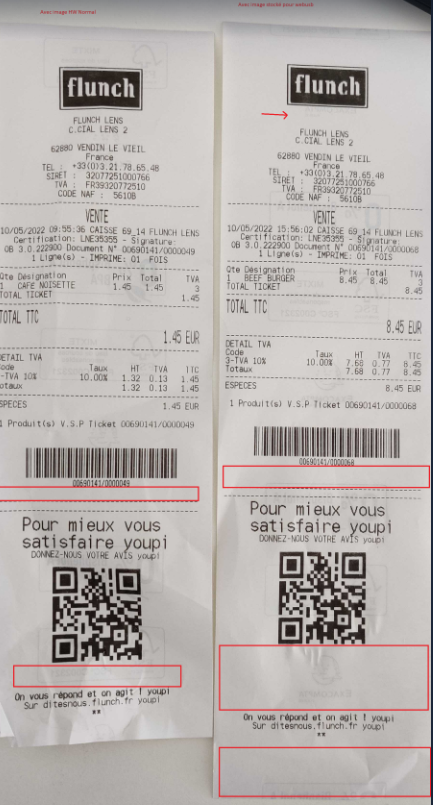 Avec image HW Normal
flunch
FLUNCH LENS
C.CIAL LENS 2
62880 VENDIN LE VIEIL
France
TEL : +33(0)3.21.78.65.48
SIRET : 32077251000766
TVA : FR39320772510
CODE NAF : 5610B
VENTE
10/05/2022 09:55:36 CAISSE 69.14 FLUNCH LENS
Certification: LNE35355 - Signature:
OB 3.0.222900 Document N° 00690141/0000049
1 Ligne(s) - IMPRIME: 01 FOIS
Qte Désignation Prix Total TVA
1 CAFE NOISETTE 1.45 1.45 3
TOTAL TICKET 1.45
TOTAL TTC
1.45 EUR
DETAIL TVA
Code Taux HT TVA TTC
3-TVA 10% 10.00% 1.32 0.13 1.45
Totaux 1.32 0.13 1.45
ESPECES 1.45 EUR
1 Produit(s) V.S.P Ticket 00690141/0000049
00690141/0000049
Pour mieux vous
satisfaire youpi
DONNEZ-NOUS VOTRE AVIS youpi
On vous répond et on agit ! youpi
Sur ditesnous.flunch.fr youpi
**
Avec image stocké pour webusb
flunch
FLUNCH LENS
C.CIAL LENS 2
62880 VENDIN LE VIEIL
France
TEL : +33(0)3.21.78.65.48
SIRET : 32077251000766
TVA : FR39320772510
CODE NAF : 5610B
VENTE
10/05/2022 15:56:02 CAISSE 69.14 FLUNCH LENS
Certification: LNE35355 - Signature:
OB 3.0.222900 Document N° 00690141/0000068
1 Ligne(s) - IMPRIME: 01 FOIS
Qte Désignation Prix Total TVA
1 BEEF BURGER 8.45 8.45 3
TOTAL TICKET 8.45
TOTAL TTC
8.45 EUR
DETAIL TVA
Code Taux HT TVA TTC
3-TVA 10% 10.00% 7.68 0.77 8.45
Totaux 7.68 0.77 8.45
ESPECES 8.45 EUR
1 Produit(s) V.S.P Ticket 00690141/0000068
00690141/0000068
Pour mieux vous
satisfaire youpi
DONNEZ-NOUS VOTRE AVIS youpi
On vous répond et on agit ! youpi
Sur ditesnous.flunch.fr youpi
**